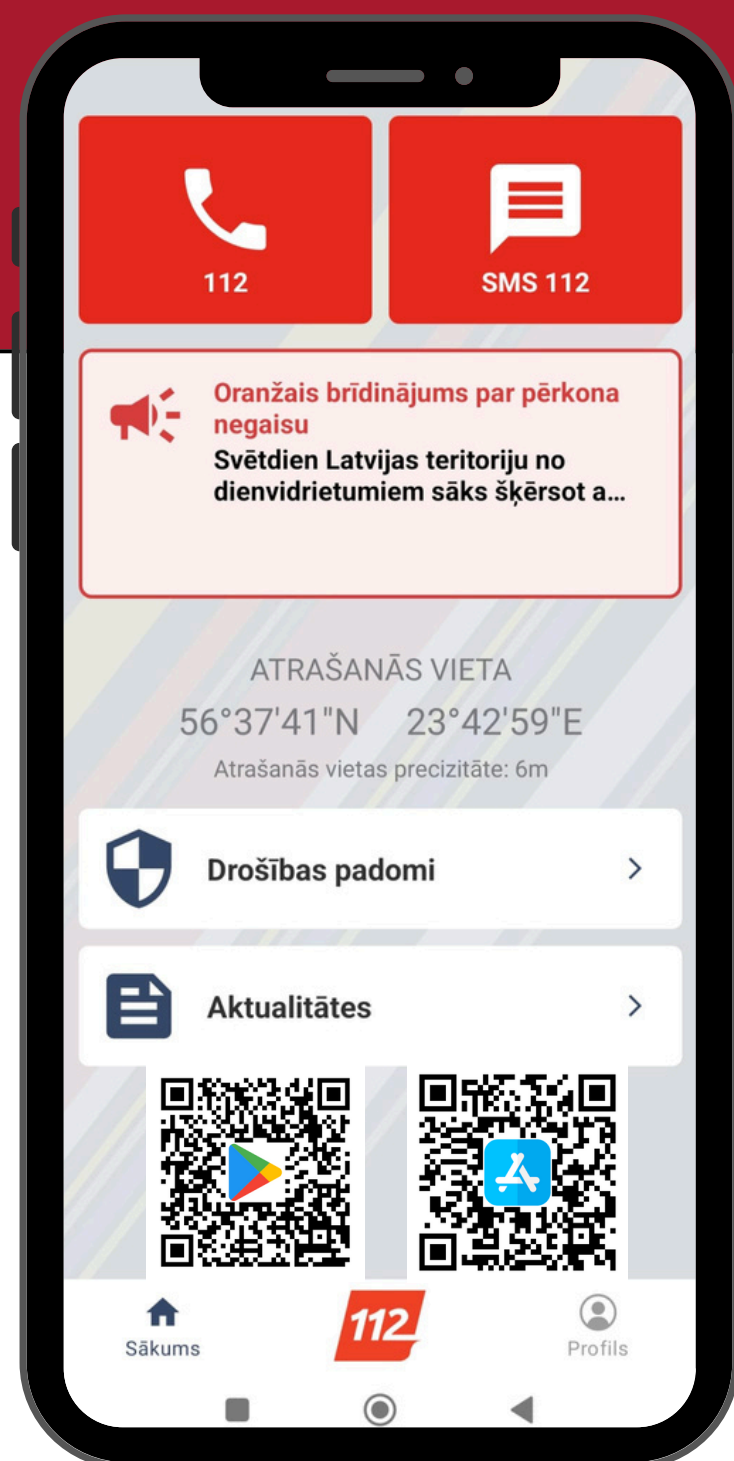 112
SMS 112
Oranžais brīdinājums par pērkona
negaisu
Svētdien Latvijas teritoriju no
dienvidrietumiem sāks šķērsot a...
ATRAŠANĀS VIETA
56°37'41"N 23°42'59"E
Atrašanās vietas precizitāte: 6m
Drošības padomi
Aktualitātes
Sākums
112
Profils